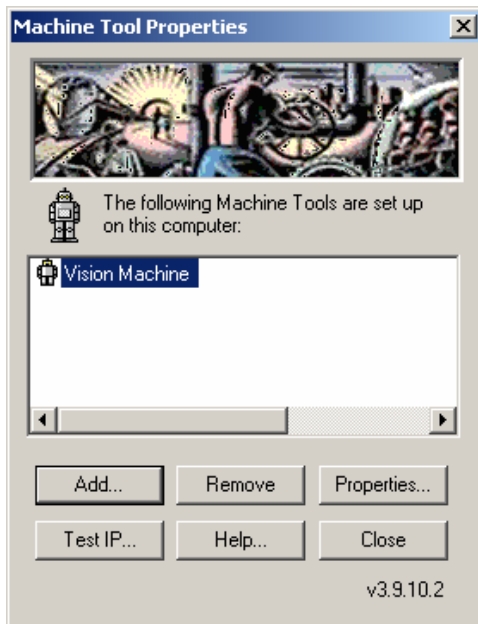 Machine Tool Properties
The following Machine Tools are set up
on this computer:
Vision Machine
Add... Remove Properties...
Test IP... Help... Close
v3.9.10.2